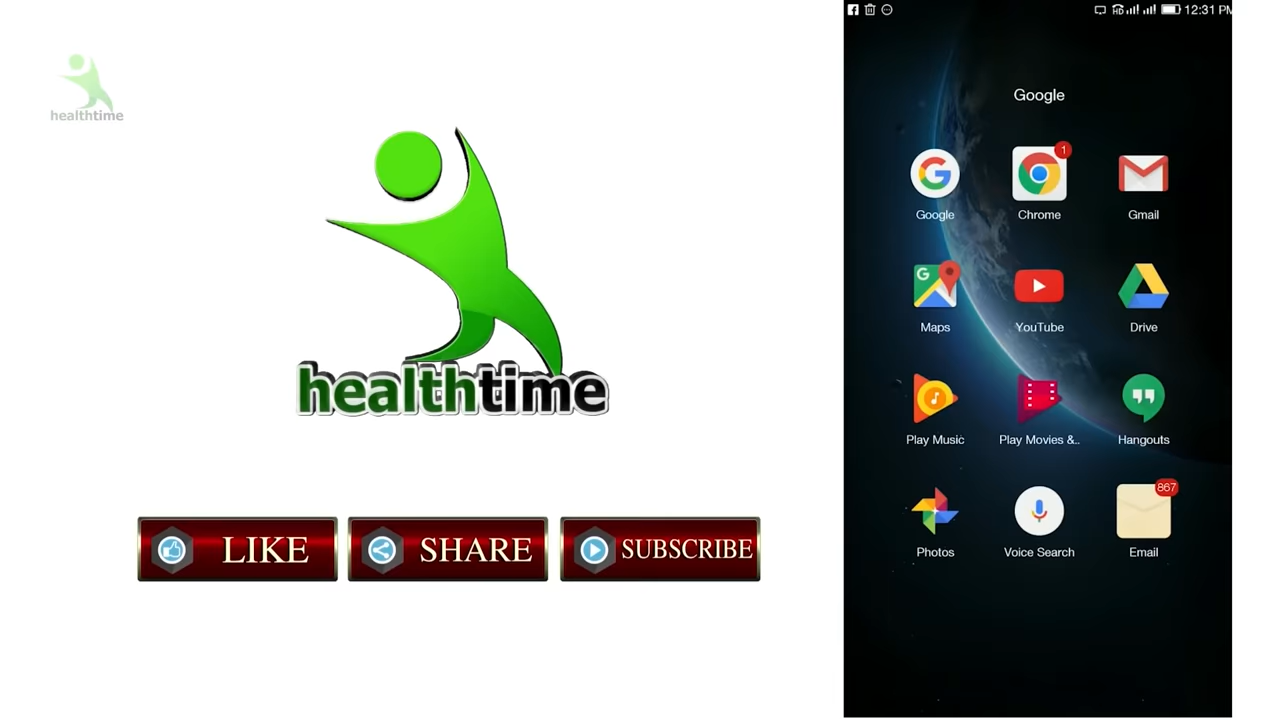 healthtime
healthtime
LIKE
SHARE
SUBSCRIBE
HD
12:31 PM
Google
1
Google
Chrome
Gmail
G
Maps
YouTube
Drive
Play Music
Play Movies &..
Hangouts
867
Photos
Voice Search
Email